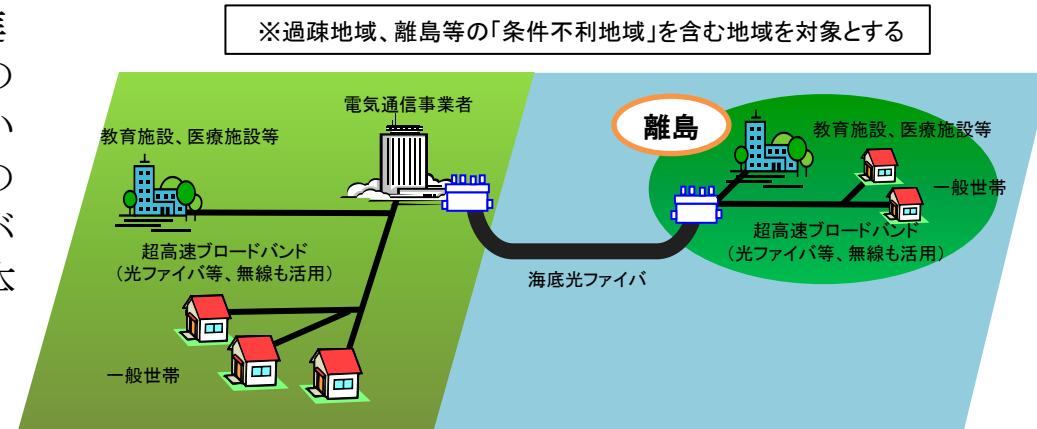 ※過疎地域、離島等の「条件不利地域」を含む地域を対象とする
電気通信事業者
教育施設、医療施設等
超高速ブロードバンド
（光ファイバ等、無線も活用）
一般世帯
海底光ファイバ
離島
教育施設、医療施設等
一般世帯
超高速ブロードバンド
（光ファイバ等、無線も活用）
の
い
の
バ